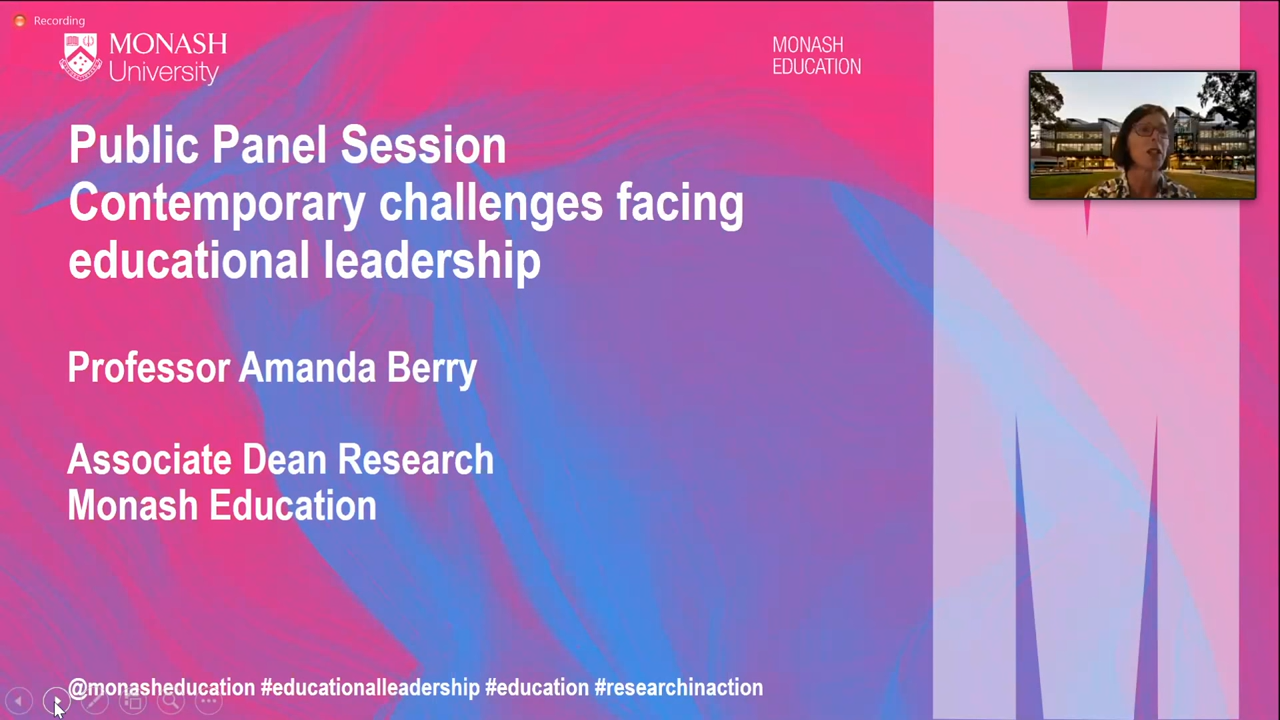 Recording
MONASH
University
MONASH
EDUCATION
Public Panel Session
Contemporary challenges facing
educational leadership
Professor Amanda Berry
Associate Dean Research
Monash Education
@monasheducation #educationalleadership #education #researchinaction